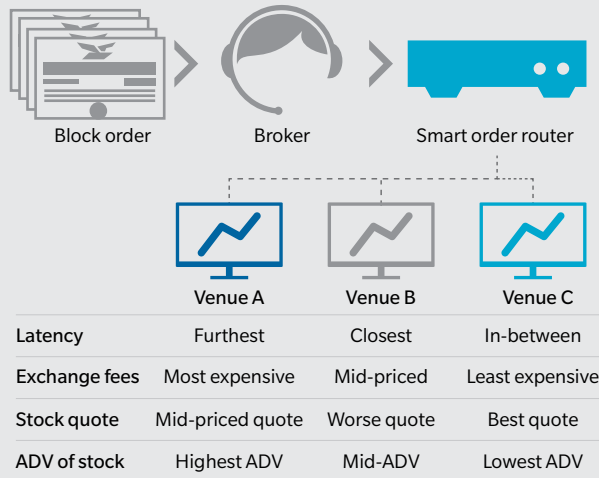 Block order Broker Smart order router
Venue A Venue B Venue C
Latency Furthest Closest In-between
Exchange fees Most expensive Mid-priced Least expensive
Stock quote Mid-priced quote Worse quote Best quote
ADV of stock Highest ADV Mid-ADV Lowest ADV